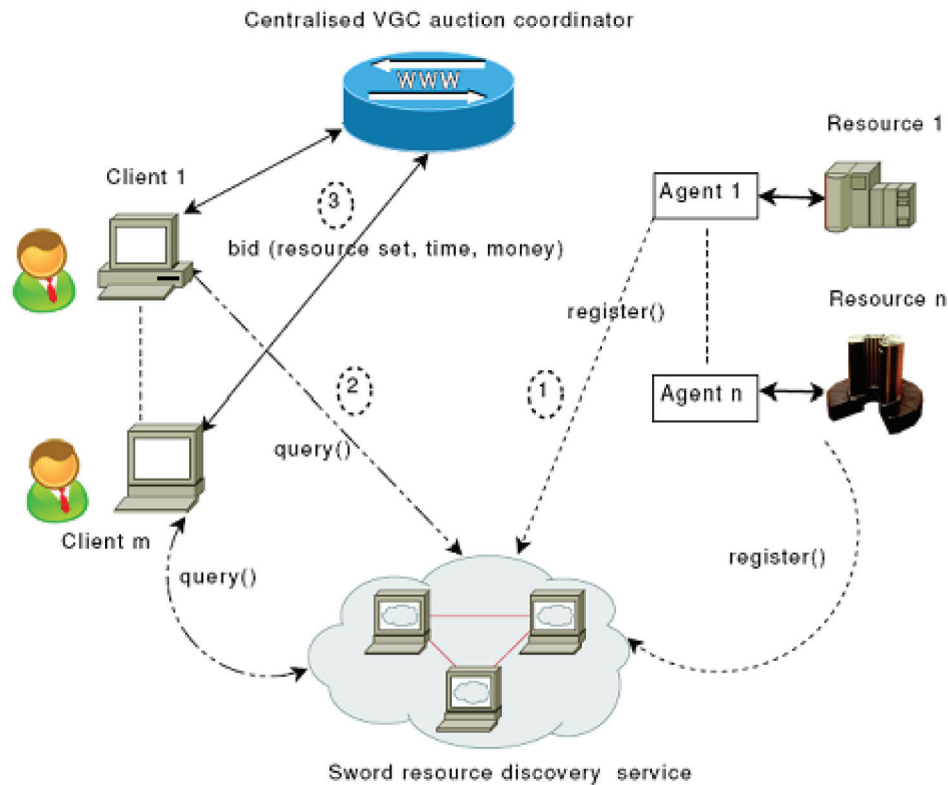 Centralised VGC auction coordinator
WWW
Resource 1
Client 1
Agent 1
3
bid (resource set, time, money)
register()
Resource n
2
1
Agent n
query()
Client m
query()
register()
Sword resource discovery service